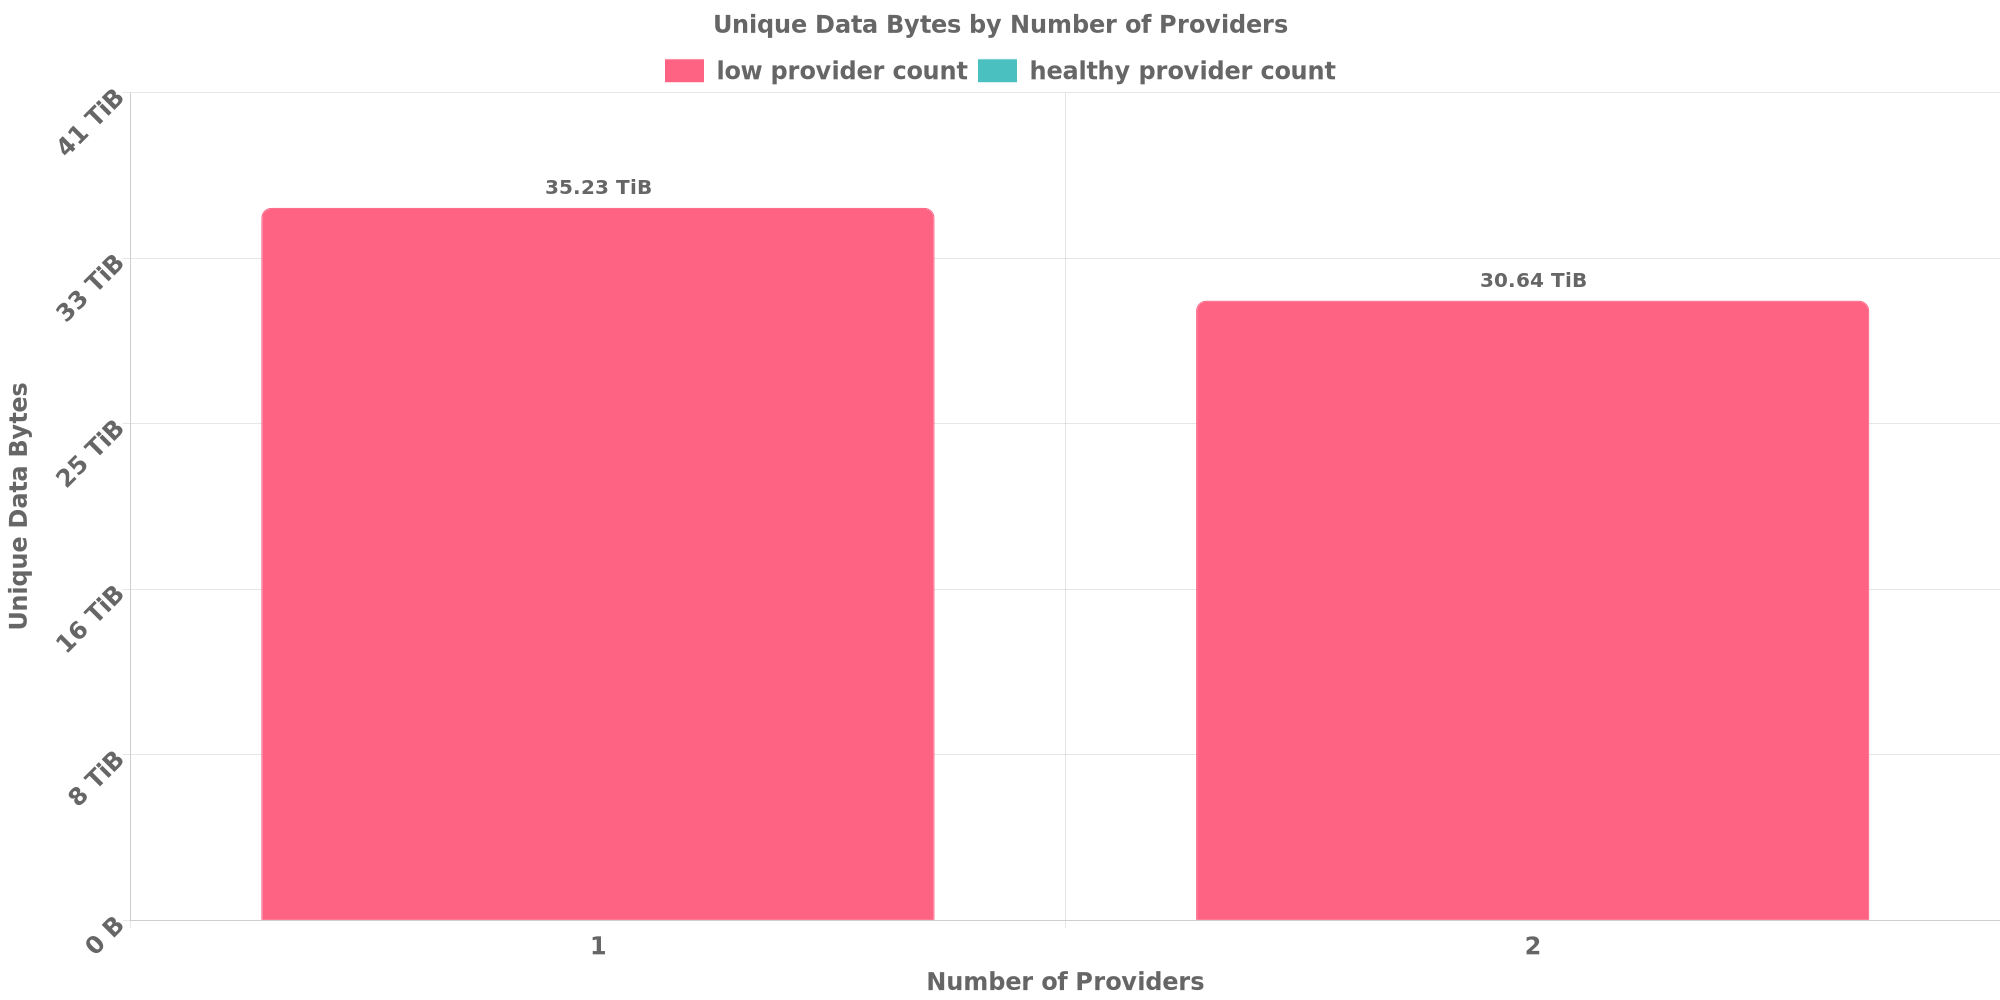 Unique Data Bytes by Number of Providers
low provider count healthy provider count
41 TiB
35.23 TiB
33 TiB
30.64 TiB
25 TiB
16 TiB
8 TiB
0 B
Unique Data Bytes
1 2
Number of Providers